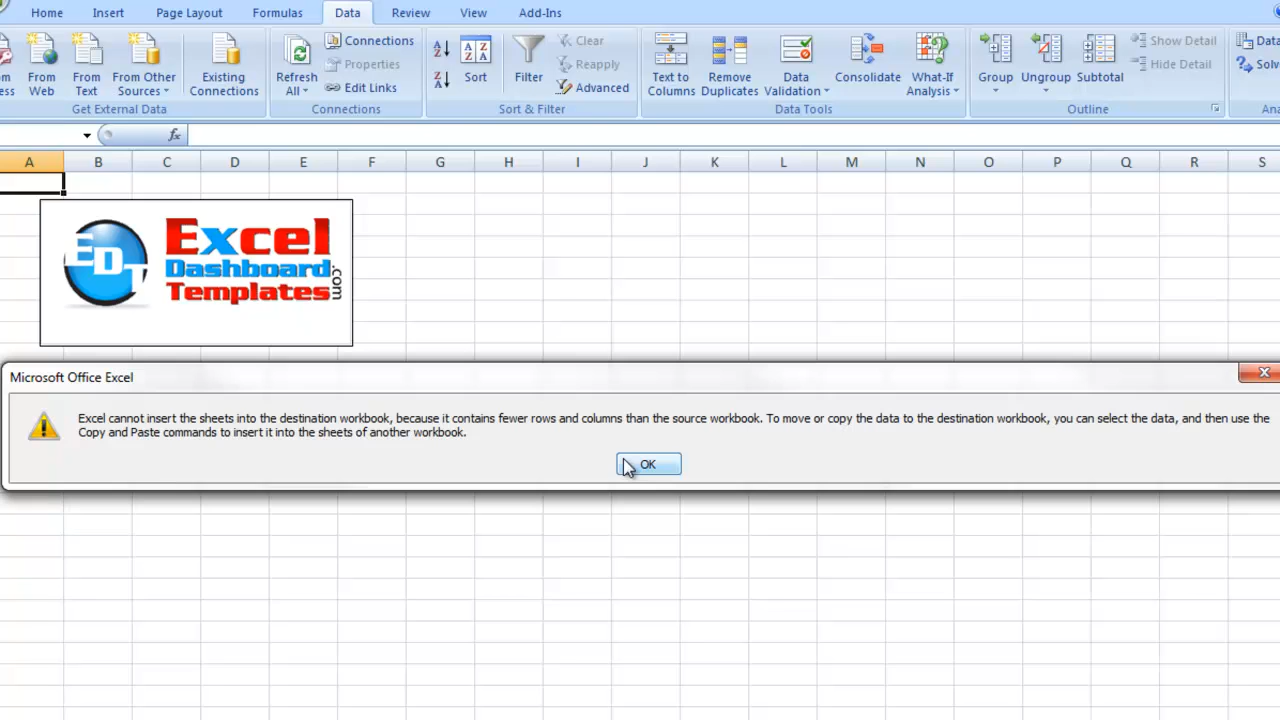 Home Insert Page Layout Formulas Data Review View Add-Ins
Connections Show Detail Data
Clear
Properties Reapply Hide Detail Solv
Edit Links Advanced
From Web
From Text
From Other Sources
Existing Connections
Refresh All
Sort
Filter
Text to Columns
Remove Duplicates
Data Validation
Consolidate
What-If Analysis
Group
Ungroup
Subtotal
Get External Data Connections Sort & Filter Data Tools Outline
fx
A B C D E F G H I J K L M N O P Q R S
EDT
Excel
Dashboard
Templates
.com
Microsoft Office Excel
Excel cannot insert the sheets into the destination workbook, because it contains fewer rows and columns than the source workbook. To move or copy the data to the destination workbook, you can select the data, and then use the
Copy and Paste commands to insert it into the sheets of another workbook.
OK